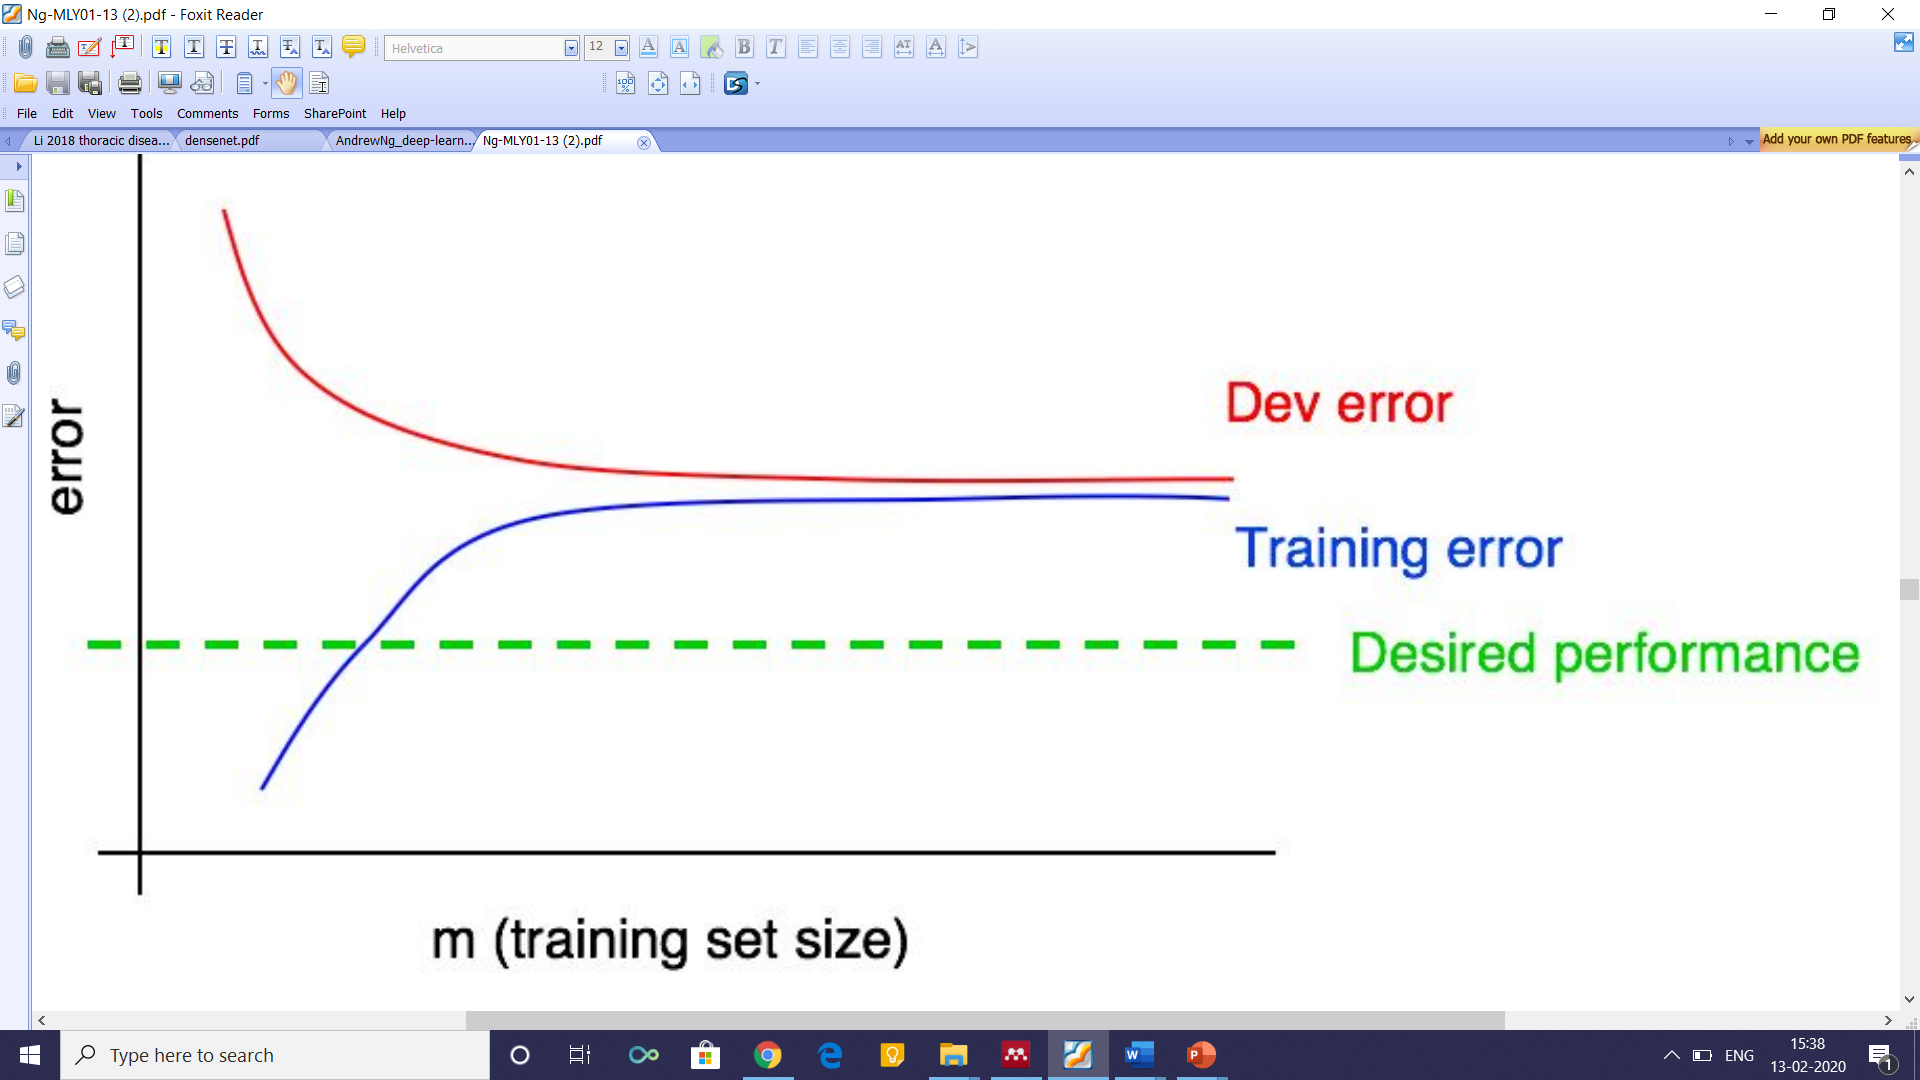 Ng-MLY01-13 (2).pdf - Foxit Reader
Helvetica
12
File Edit View Tools Comments Forms SharePoint Help
Li 2018 thoracic disea... densenet.pdf AndrewNg_deep-learn... Ng-MLY01-13 (2).pdf
Add your own PDF features
error
Dev error
Training error
Desired performance
m (training set size)
Type here to search
ENG
15:38
13-02-2020
1